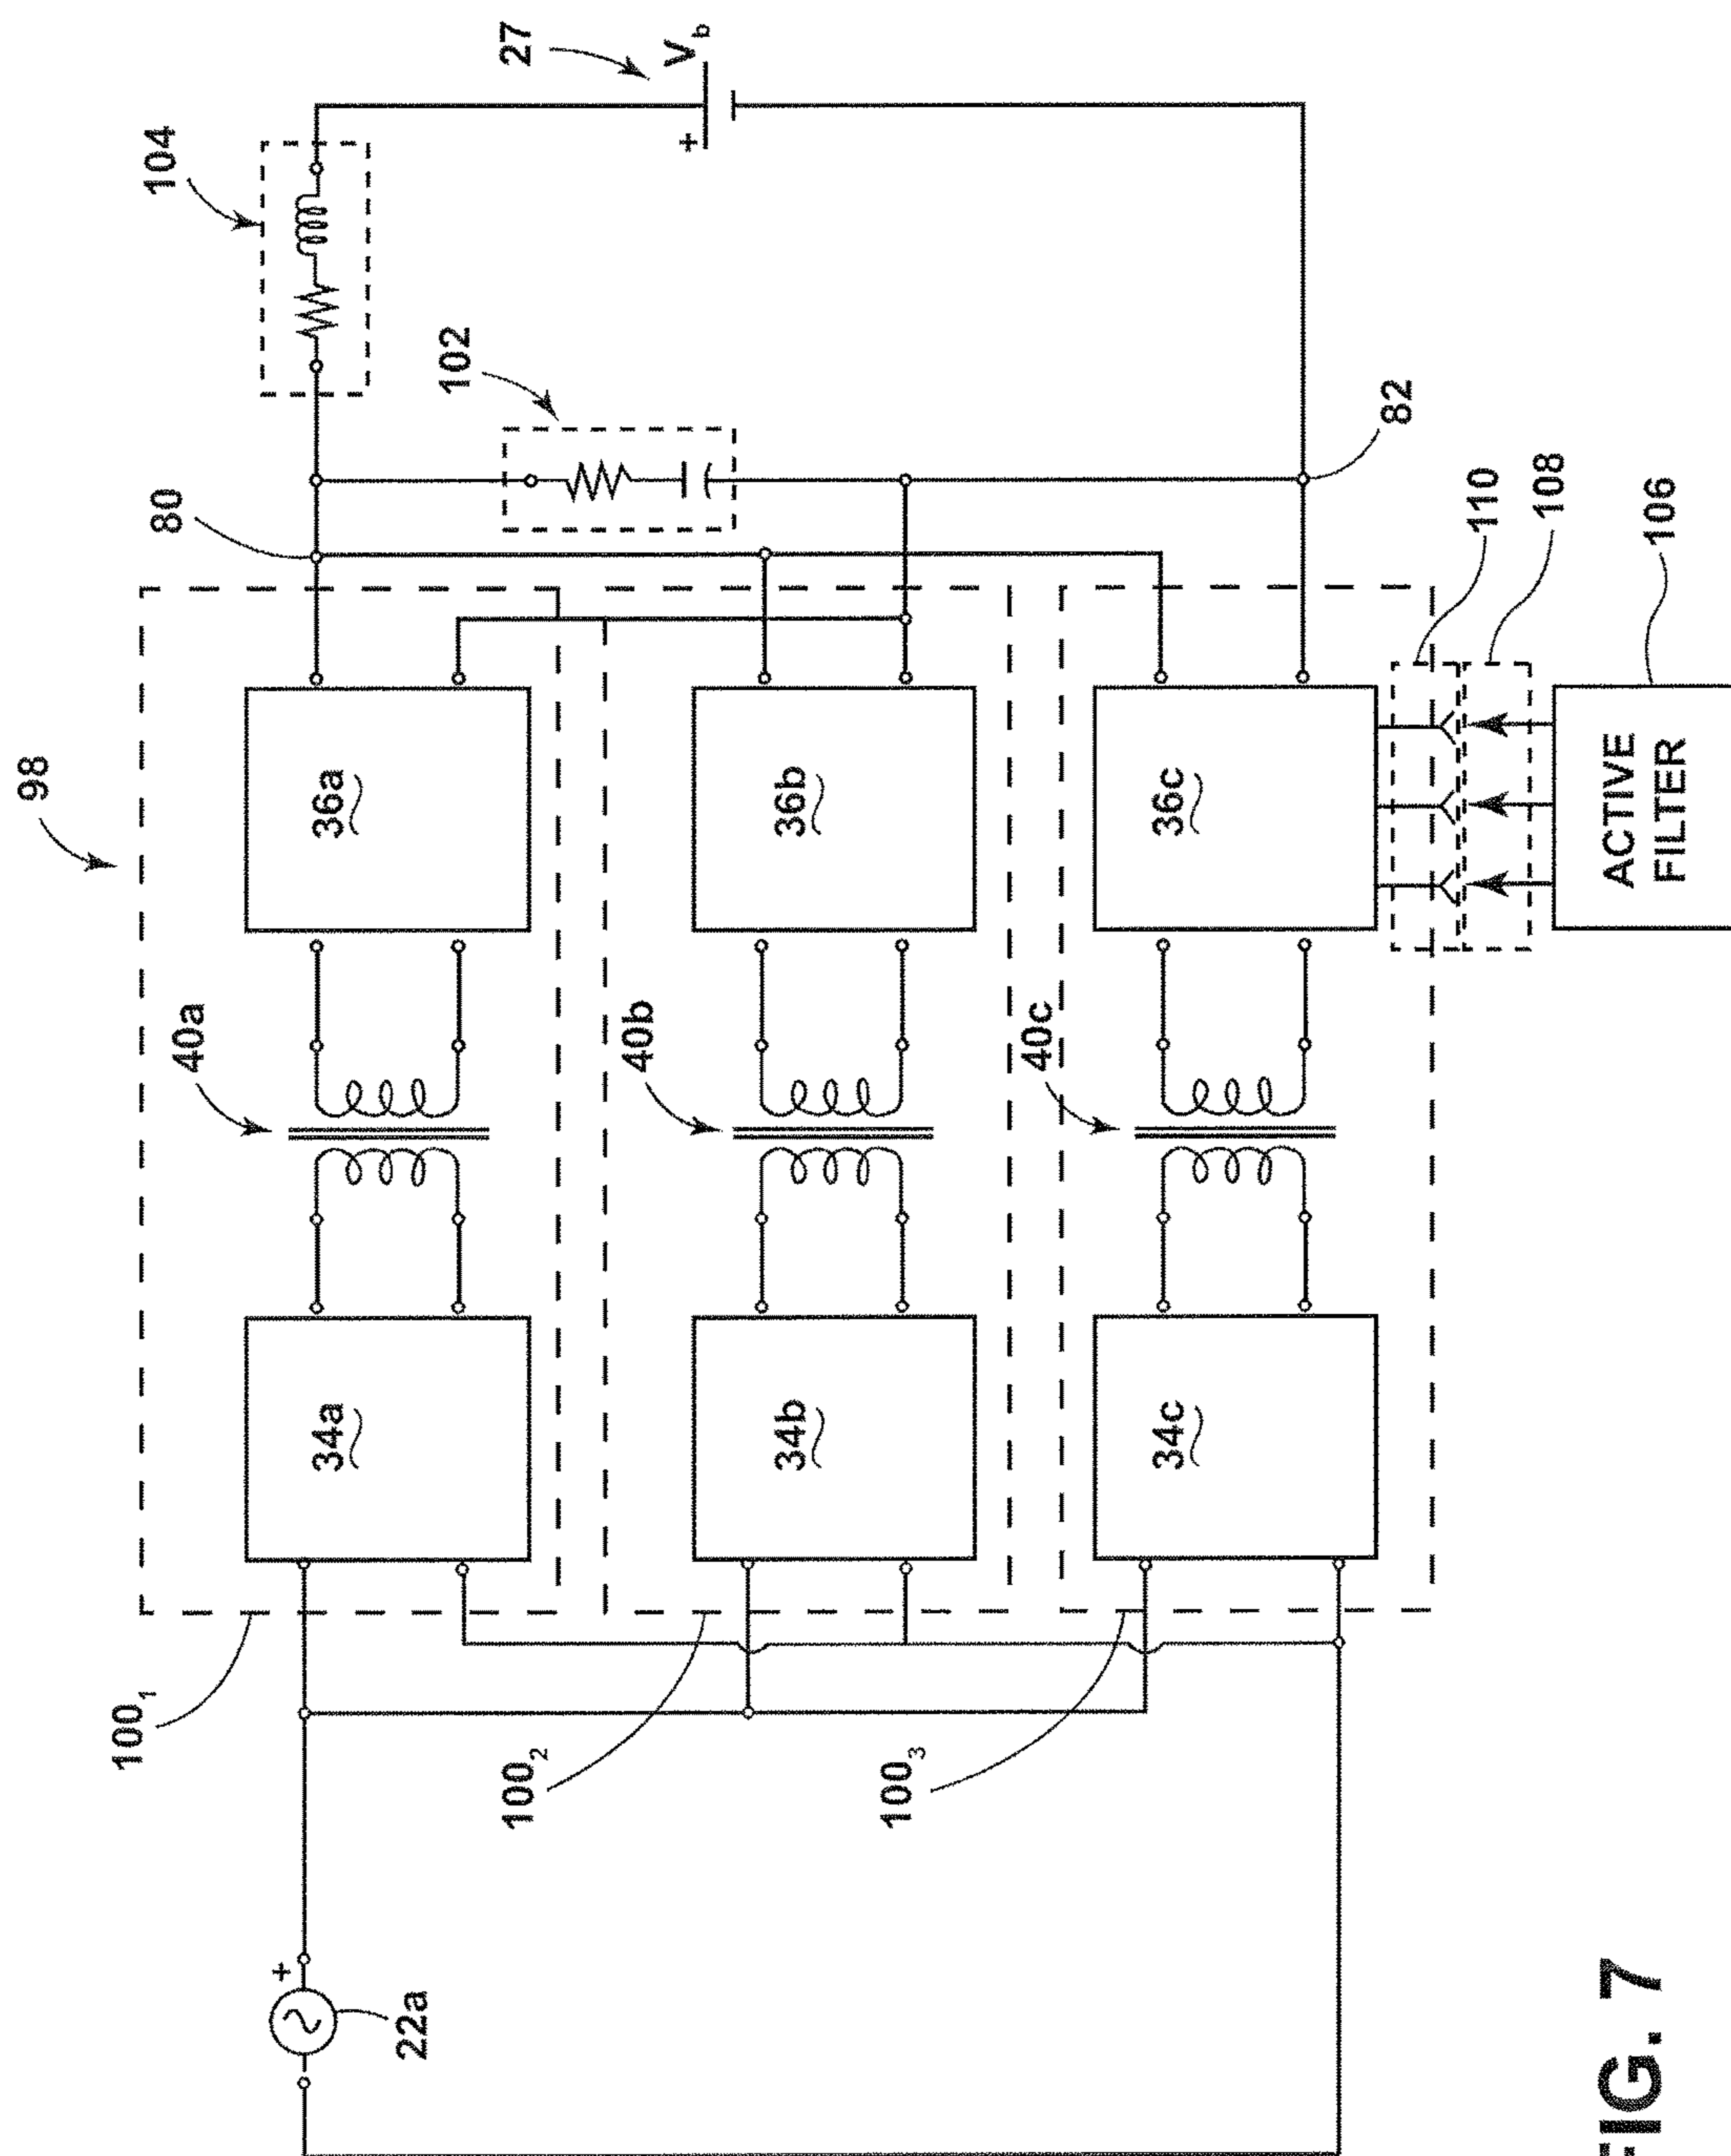 98
100₁
40a
80
104
+
34a
36a
22a
102
100₂
27
40b
V_b
+
34b
36b
100₃
40c
34c
36c
82
110
108
106
ACTIVE
FILTER
FIG. 7